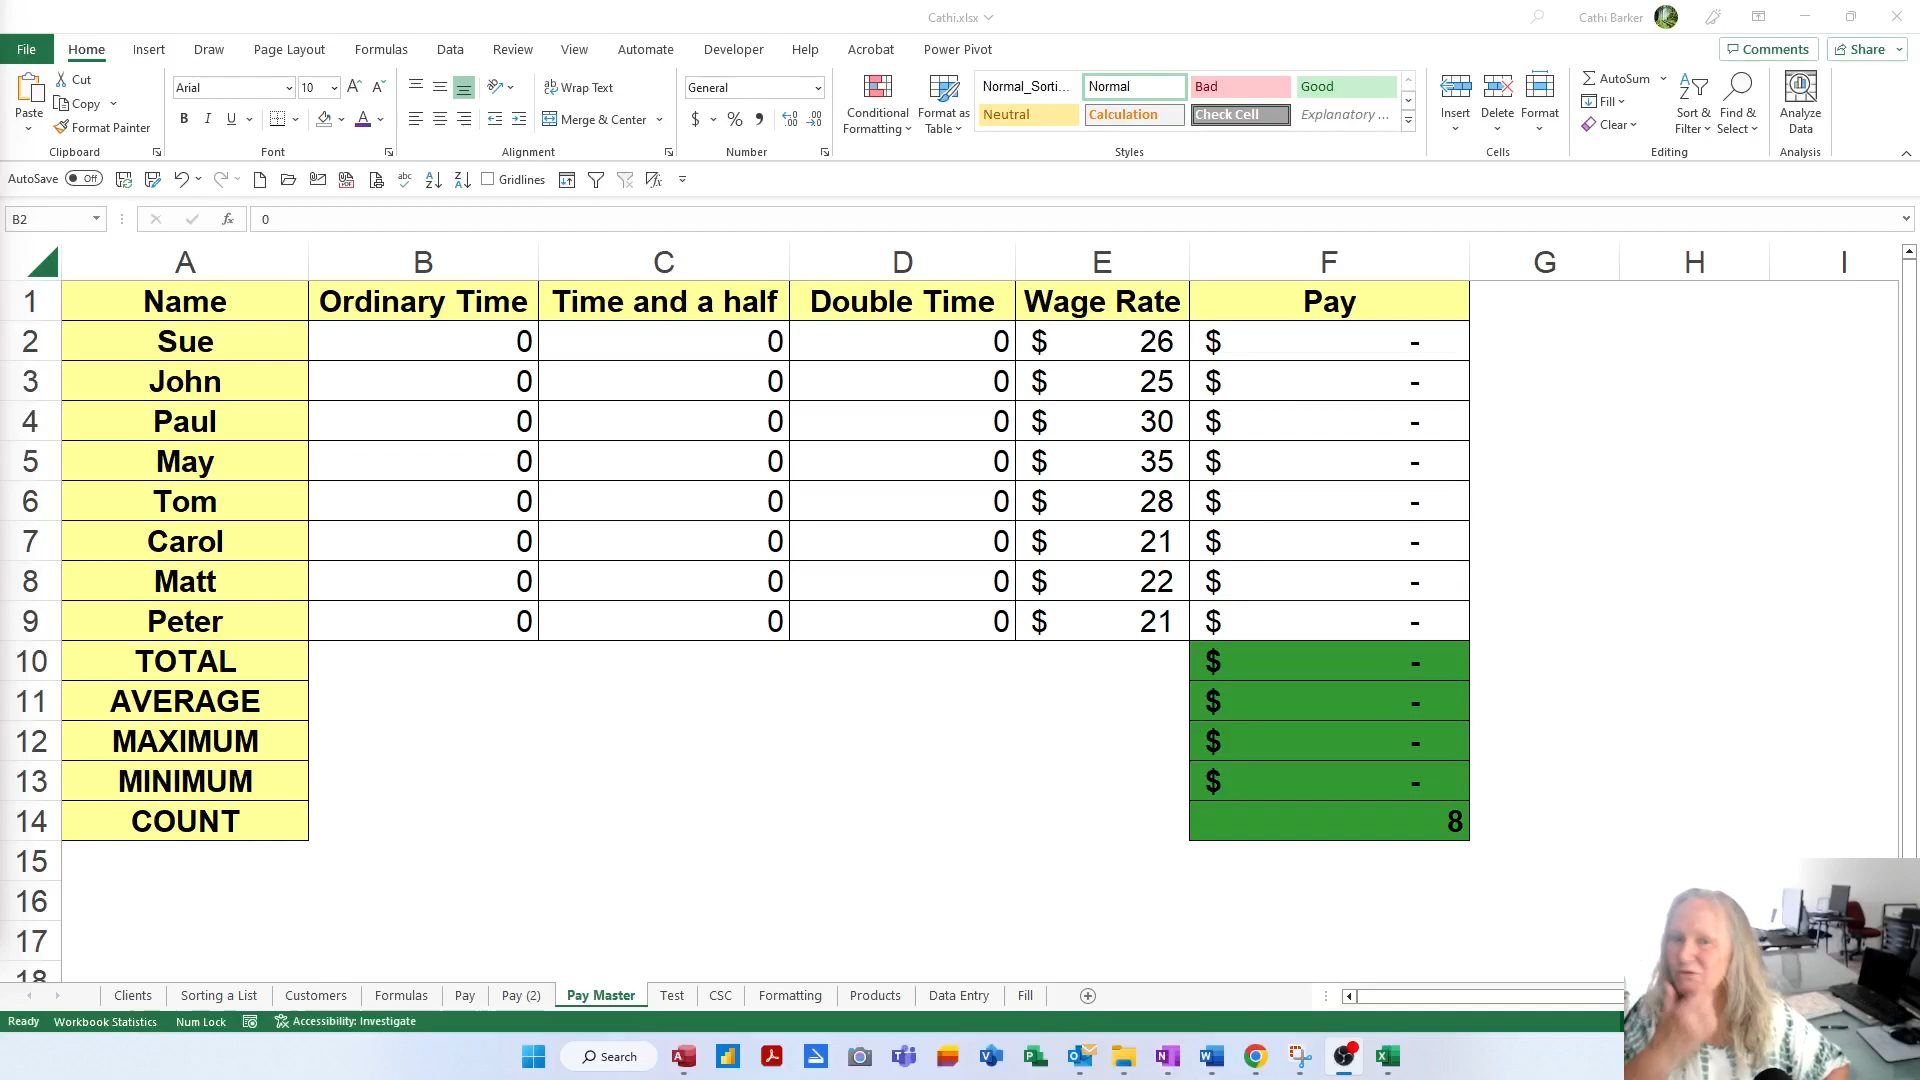 Cathi.xlsx
Cathi Barker
File Home Insert Draw Page Layout Formulas Data Review View Automate Developer Help Acrobat Power Pivot Comments Share
Cut
Copy
Format Painter
Paste
Clipboard
Arial 10
B I U
Font
Wrap Text
Merge & Center
Alignment
General
$ % 9
Number
Conditional Formatting
Format as Table
Normal_Sorti... Normal Bad Good
Neutral Calculation Check Cell Explanatory ...
Styles
Insert Delete Format
Cells
AutoSum
Fill
Clear
Sort & Filter
Find & Select
Editing
Analyze Data
Analysis
AutoSave Off
Gridlines
B2 fx 0
A B C D E F G H I
1 Name Ordinary Time Time and a half Double Time Wage Rate Pay
2 Sue 0 0 0 $ 26 $ -
3 John 0 0 0 $ 25 $ -
4 Paul 0 0 0 $ 30 $ -
5 May 0 0 0 $ 35 $ -
6 Tom 0 0 0 $ 28 $ -
7 Carol 0 0 0 $ 21 $ -
8 Matt 0 0 0 $ 22 $ -
9 Peter 0 0 0 $ 21 $ -
10 TOTAL $ -
11 AVERAGE $ -
12 MAXIMUM $ -
13 MINIMUM $ -
14 COUNT 8
15
16
17
18
Clients Sorting a List Customers Formulas Pay Pay (2) Pay Master Test CSC Formatting Products Data Entry Fill
Ready Workbook Statistics Num Lock Accessibility: Investigate
Search